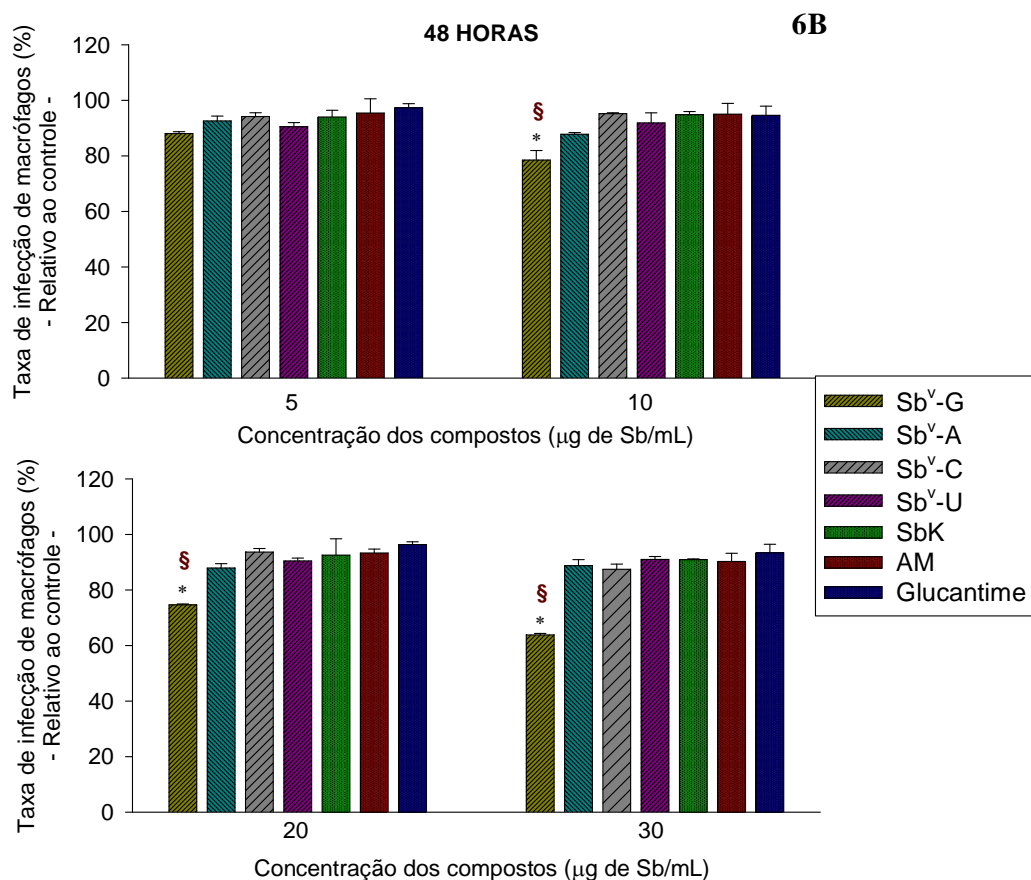 48 HORAS
6B
Taxa de infecção de macrófagos (%)
- Relativo ao controle -
120
100
80
60
40
20
0
§
*
5
10
Concentração dos compostos (µg de Sb/mL)
Sbᵛ-G
Sbᵛ-A
Sbᵛ-C
Sbᵛ-U
SbK
AM
Glucantime
Taxa de infecção de macrófagos (%)
- Relativo ao controle -
120
100
80
60
40
20
0
§
*
§
*
20
30
Concentração dos compostos (µg de Sb/mL)